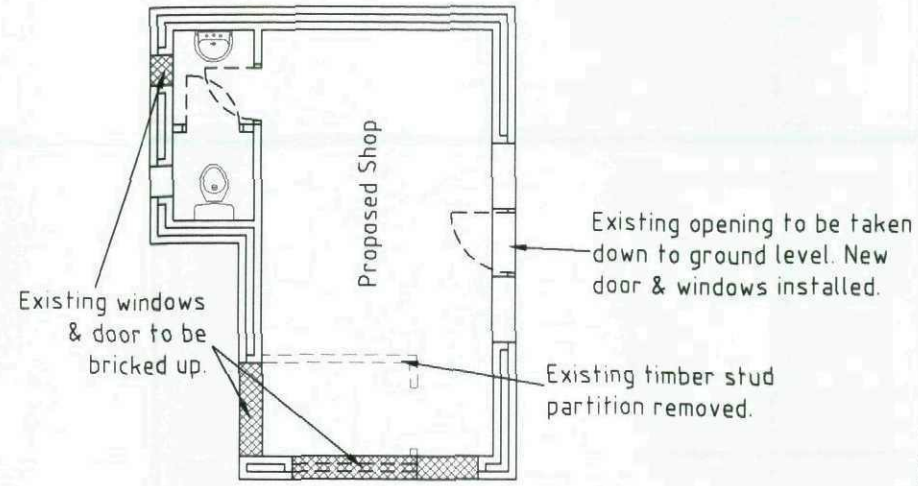 Proposed Shop
Existing opening to be taken
down to ground level. New
door & windows installed.
Existing windows
& door to be
bricked up.
Existing timber stud
partition removed.